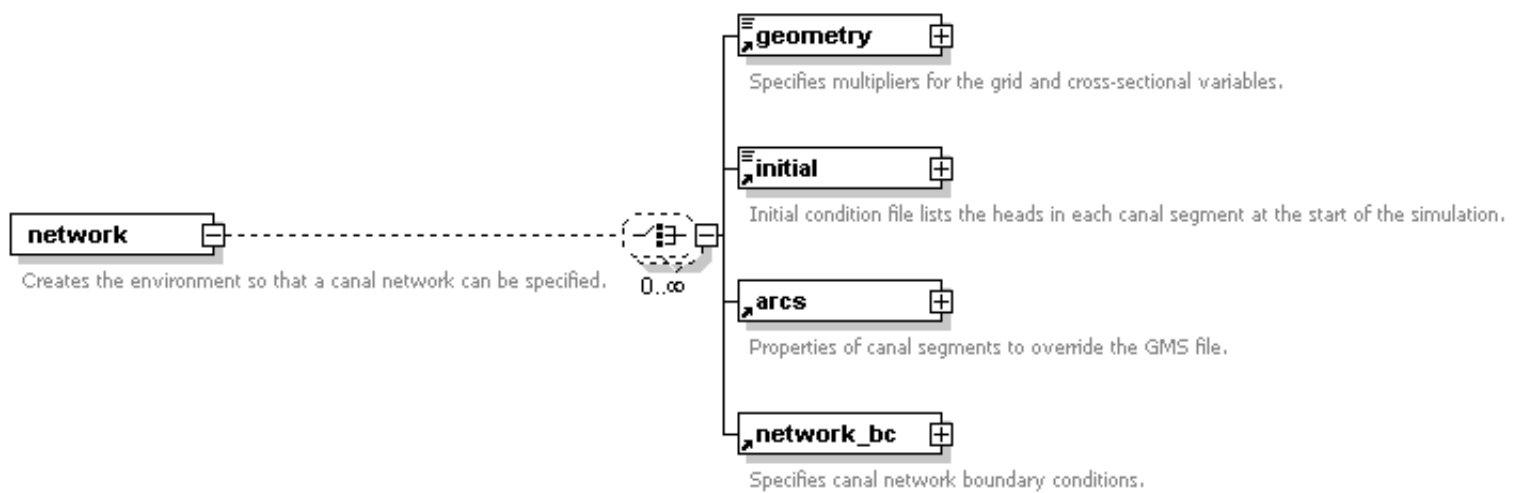 geometry
Specifies multipliers for the grid and cross-sectional variables.
initial
Initial condition file lists the heads in each canal segment at the start of the simulation.
network
Creates the environment so that a canal network can be specified.
0..∞
arcs
Properties of canal segments to override the GMS file.
network_bc
Specifies canal network boundary conditions.